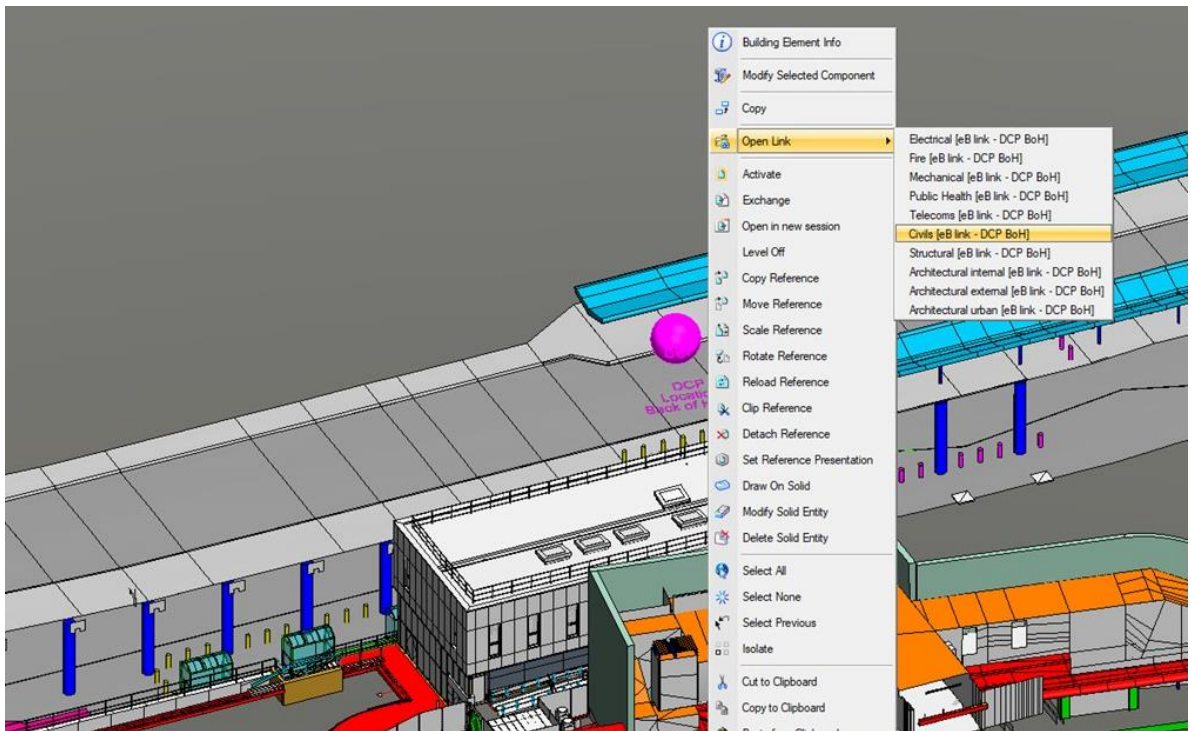 Building Element Info
Modify Selected Component
Copy
Open Link
Activate
Exchange
Open in new session
Level Off
Copy Reference
Move Reference
Scale Reference
Rotate Reference
Reload Reference
Clip Reference
Detach Reference
Set Reference Presentation
Draw On Solid
Modify Solid Entity
Delete Solid Entity
Select All
Select None
Select Previous
Isolate
Cut to Clipboard
Copy to Clipboard
Electrical [eB link - DCP BoH]
Fire [eB link - DCP BoH]
Mechanical [eB link - DCP BoH]
Public Health [eB link - DCP BoH]
Telecoms [eB link - DCP BoH]
Civils [eB link - DCP BoH]
Structural [eB link - DCP BoH]
Architectural internal [eB link - DCP BoH]
Architectural external [eB link - DCP BoH]
Architectural urban [eB link - DCP BoH]
DCP
Locatio
Back of H